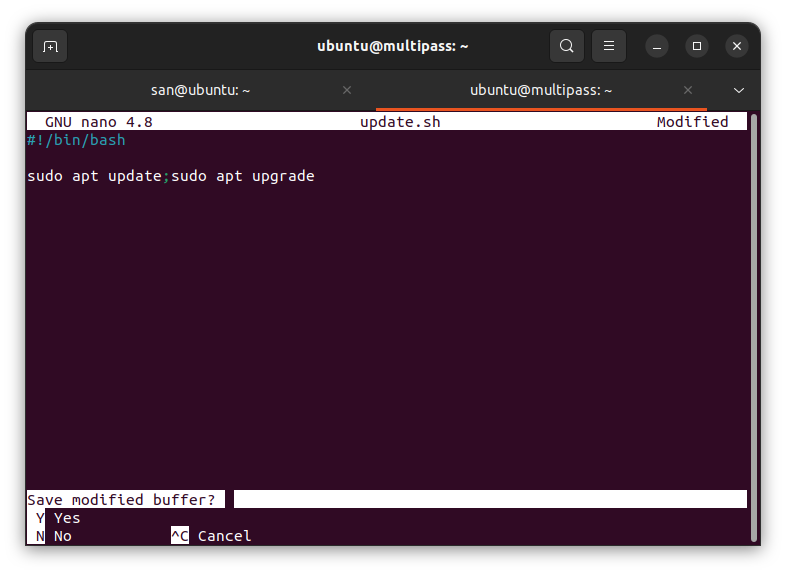 ubuntu@multipass: ~
san@ubuntu: ~ ubuntu@multipass: ~
GNU nano 4.8 update.sh Modified
#!/bin/bash
sudo apt update;sudo apt upgrade
Save modified buffer?
Y Yes
N No ^C Cancel